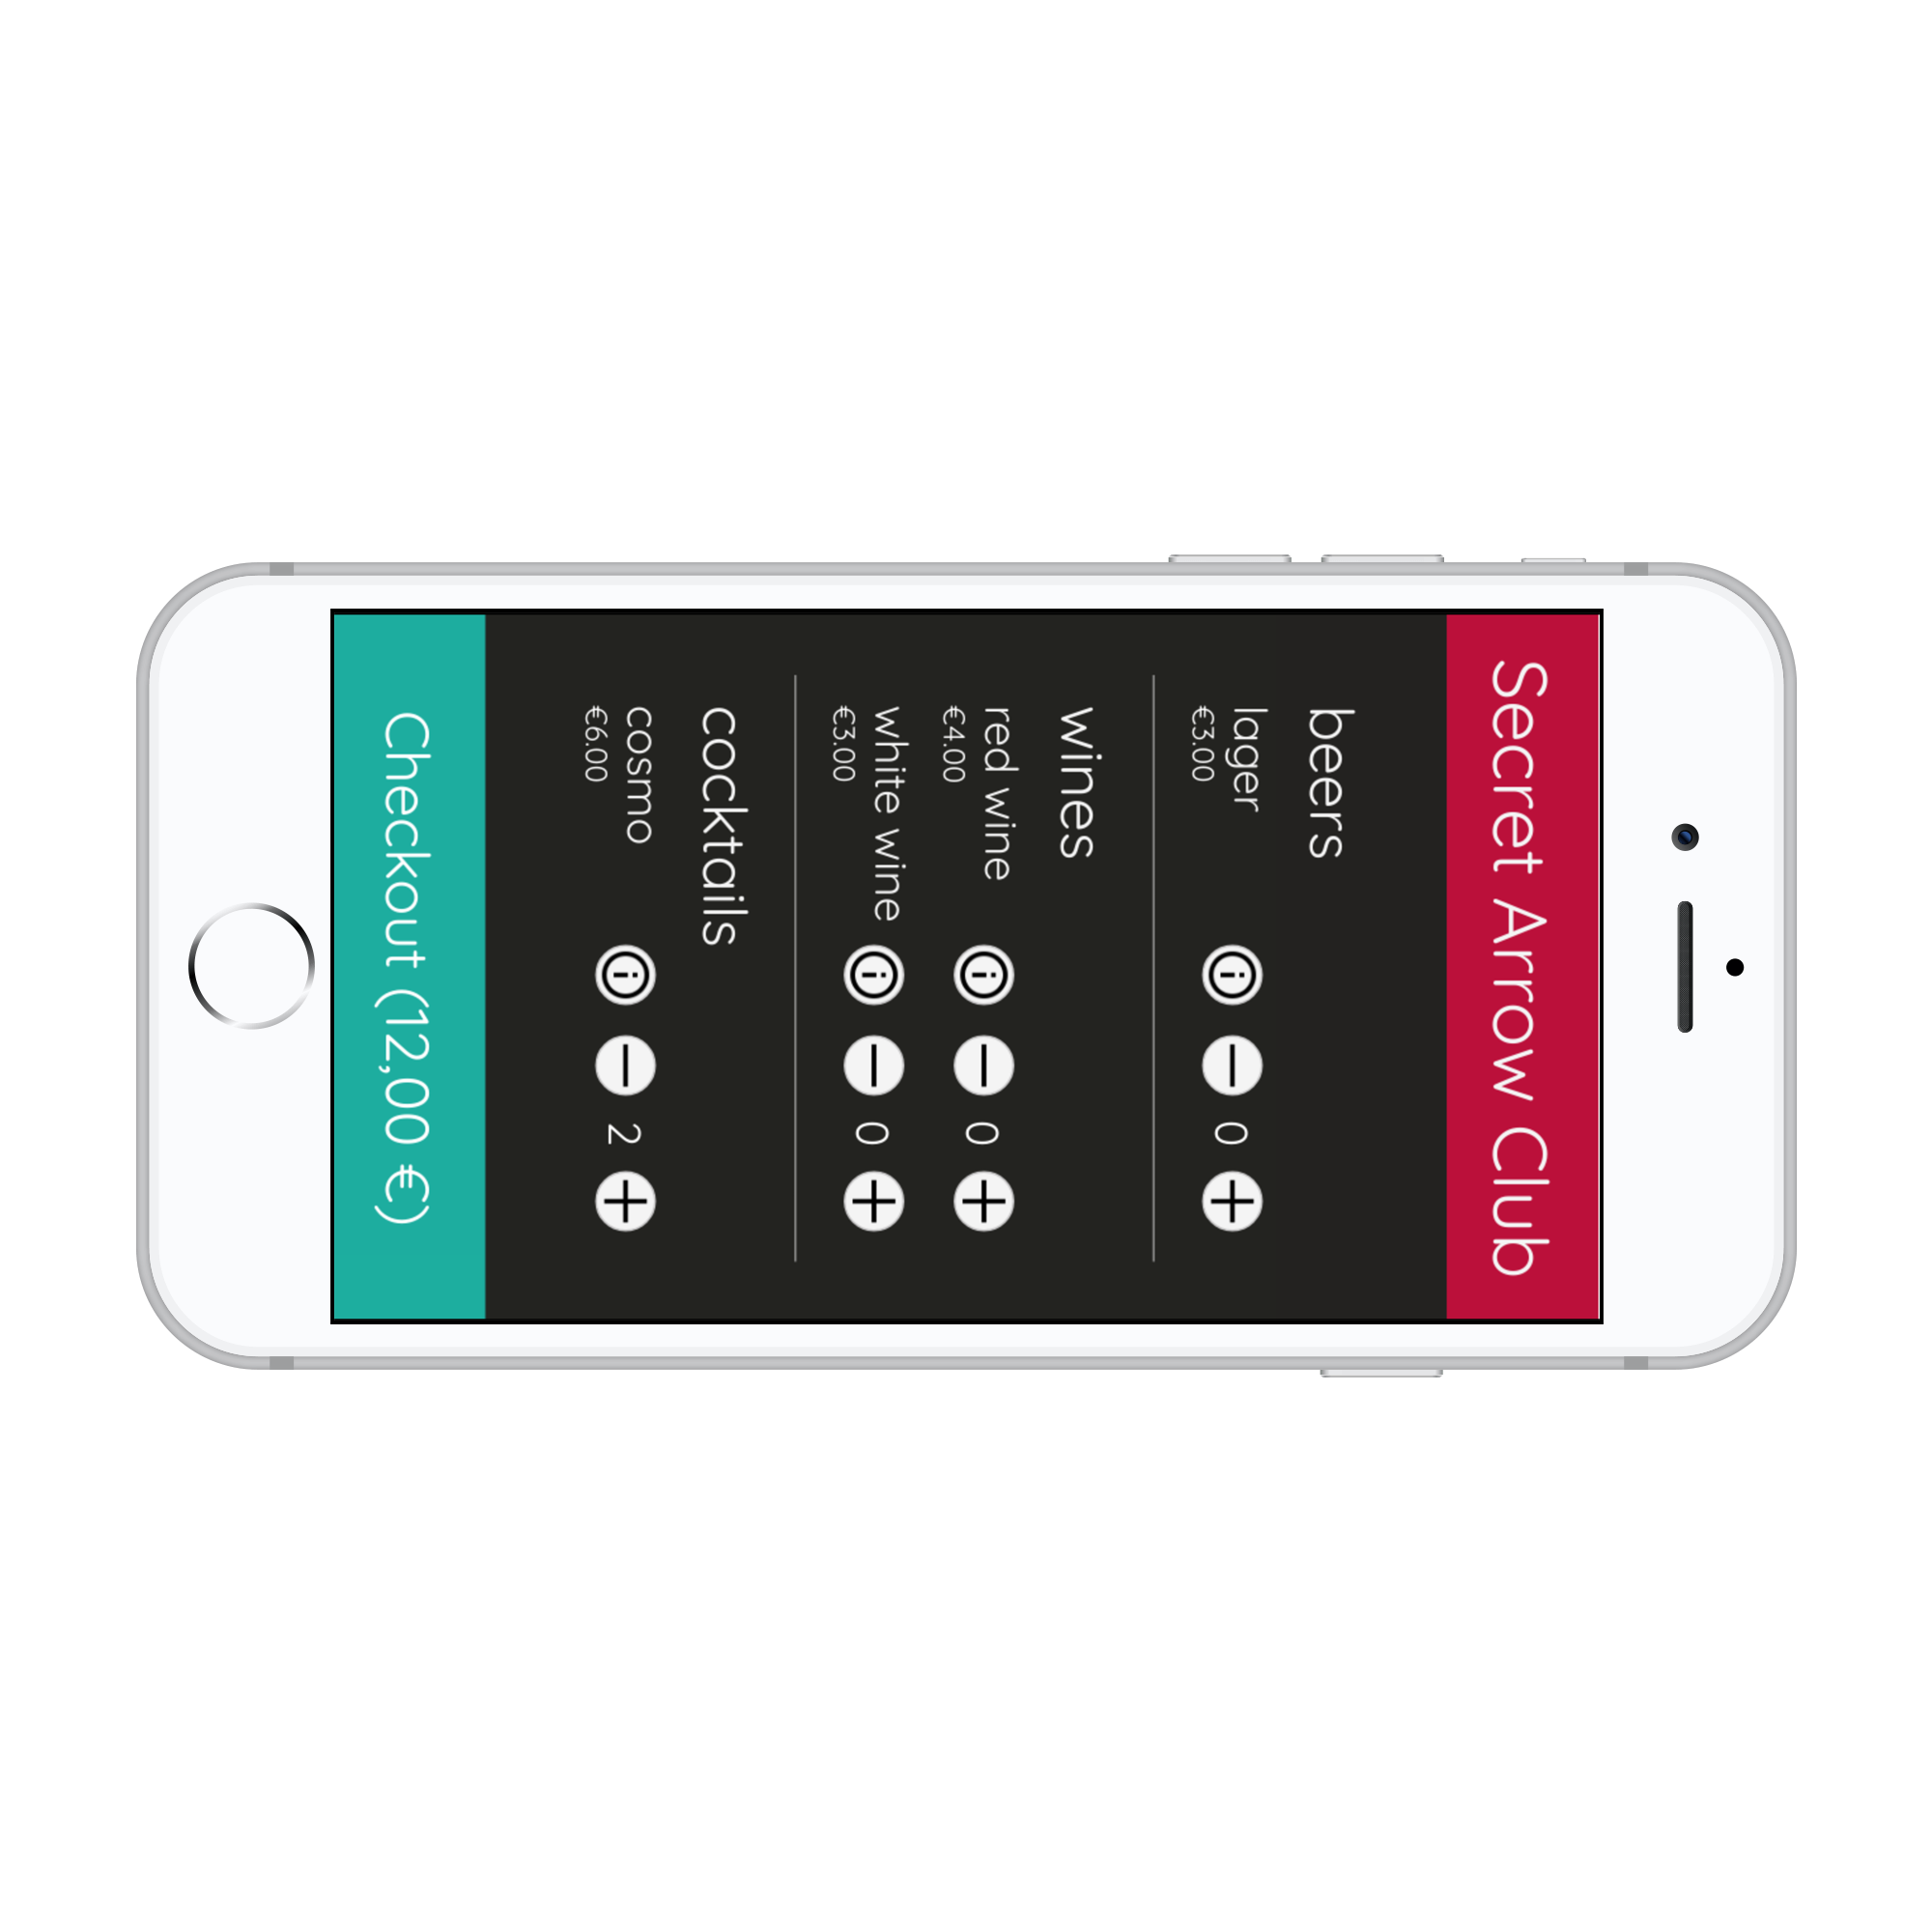 Secret Arrow Club
beers
lager
€3.00
0
wines
red wine
€4.00
0
white wine
€3.00
0
cocktails
cosmo
€6.00
2
Checkout (12,00 €)